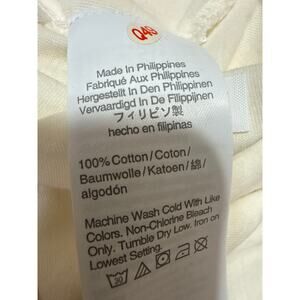 Q49
Made In Philippines
Fabriqué Aux Philippines
Hergestellt In Den Philippinen
Vervaardigd In De Filippijnen
フィリピン製
hecho en filipinas
100% Cotton / Coton /
Baumwolle / Katoen / 綿 /
algodón
Machine Wash Cold With Like
Colors. Non-Chlorine Bleach
Only. Tumble Dry Low. Iron on
Lowest Setting.
30